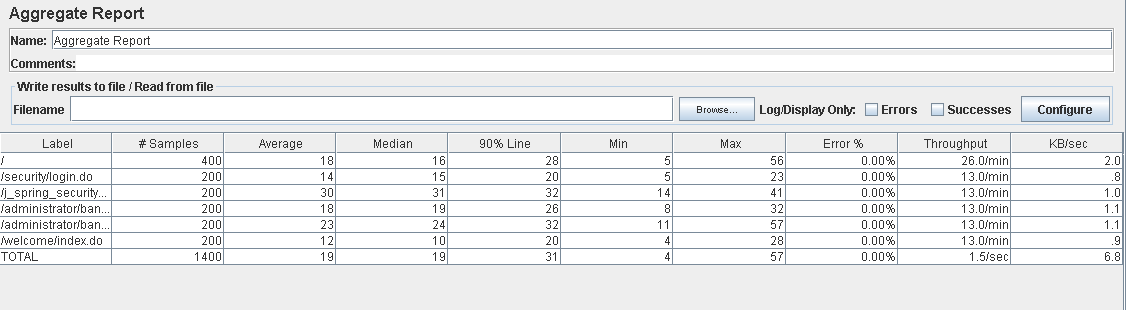 Aggregate Report
Name: Aggregate Report
Comments:
Write results to file / Read from file
Filename Browse... Log/Display Only: Errors Successes Configure
Label # Samples Average Median 90% Line Min Max Error % Throughput KB/sec
/ 400 18 16 28 5 56 0.00% 26.0/min 2.0
/security/login.do 200 14 15 20 5 23 0.00% 13.0/min .8
/j_spring_security... 200 30 31 32 14 41 0.00% 13.0/min 1.0
/administrator/ban... 200 18 19 26 8 32 0.00% 13.0/min 1.1
/administrator/ban... 200 23 24 32 11 57 0.00% 13.0/min 1.1
/welcome/index.do 200 12 10 20 4 28 0.00% 13.0/min .9
TOTAL 1400 19 19 31 4 57 0.00% 1.5/sec 6.8